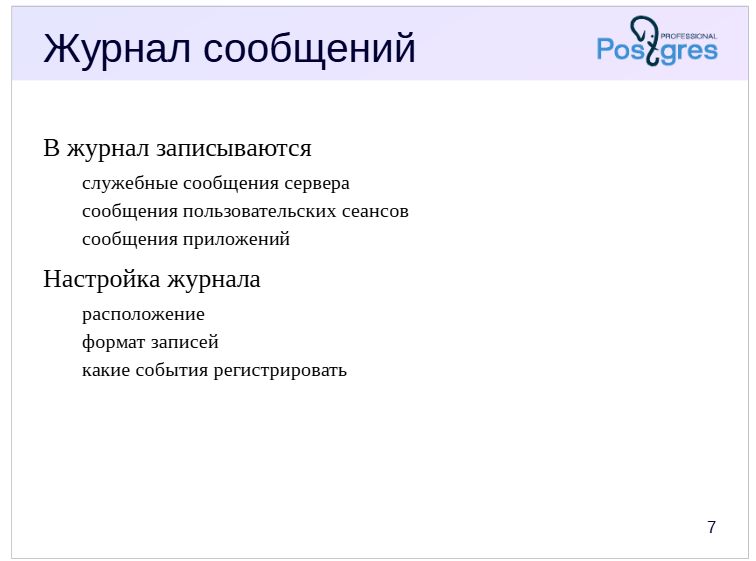 Журнал сообщений
PROFESSIONAL
Postgres
В журнал записываются
служебные сообщения сервера
сообщения пользовательских сеансов
сообщения приложений
Настройка журнала
расположение
формат записей
какие события регистрировать
7